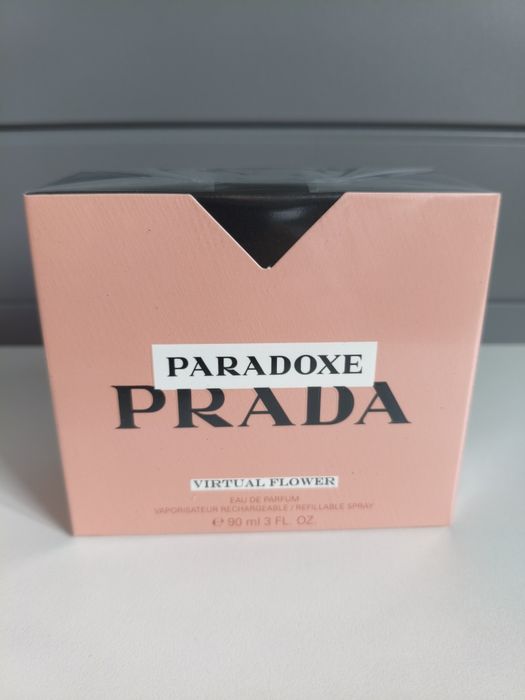 PARADOXE
PRADA
VIRTUAL FLOWER
EAU DE PARFUM
VAPORISATEUR RECHARGEABLE / REFILLABLE SPRAY
℮ 90 ml 3 FL. OZ.